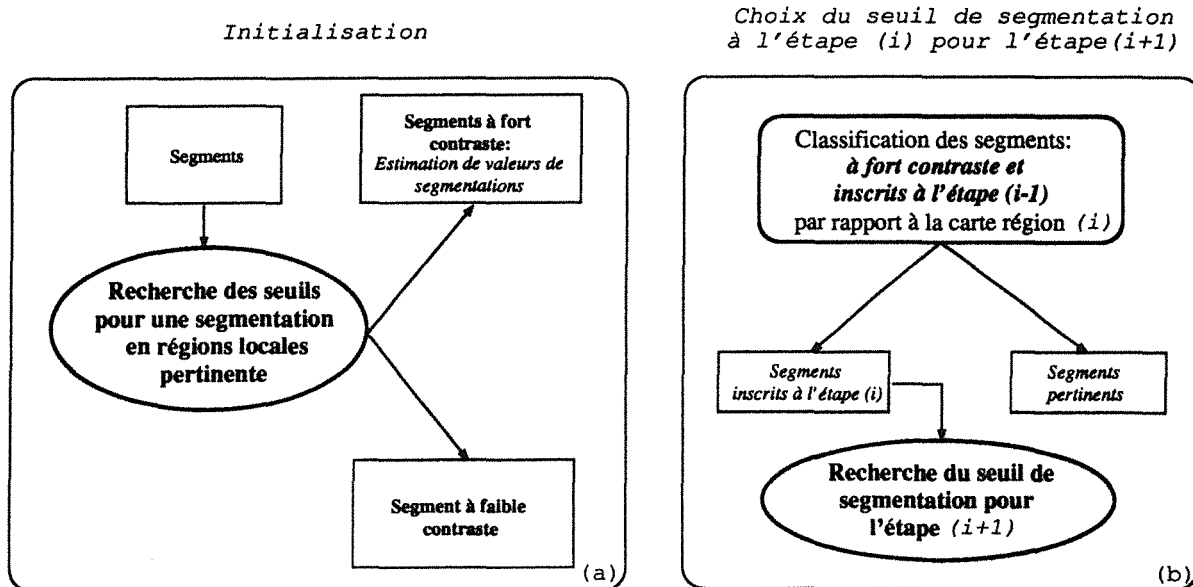 Initialisation
Segments
Segments à fort
contraste:
Estimation de valeurs de
segmentations
Recherche des seuils
pour une segmentation
en régions locales
pertinente
Segment à faible
contraste
(a)
Choix du seuil de segmentation
à l'étape (i) pour l'étape(i+1)
Classification des segments:
à fort contraste et
inscrits à l'étape (i-1)
par rapport à la carte région (i)
Segments
inscrits à l'étape (i)
Segments
pertinents
Recherche du seuil de
segmentation pour
l'étape (i+1)
(b)